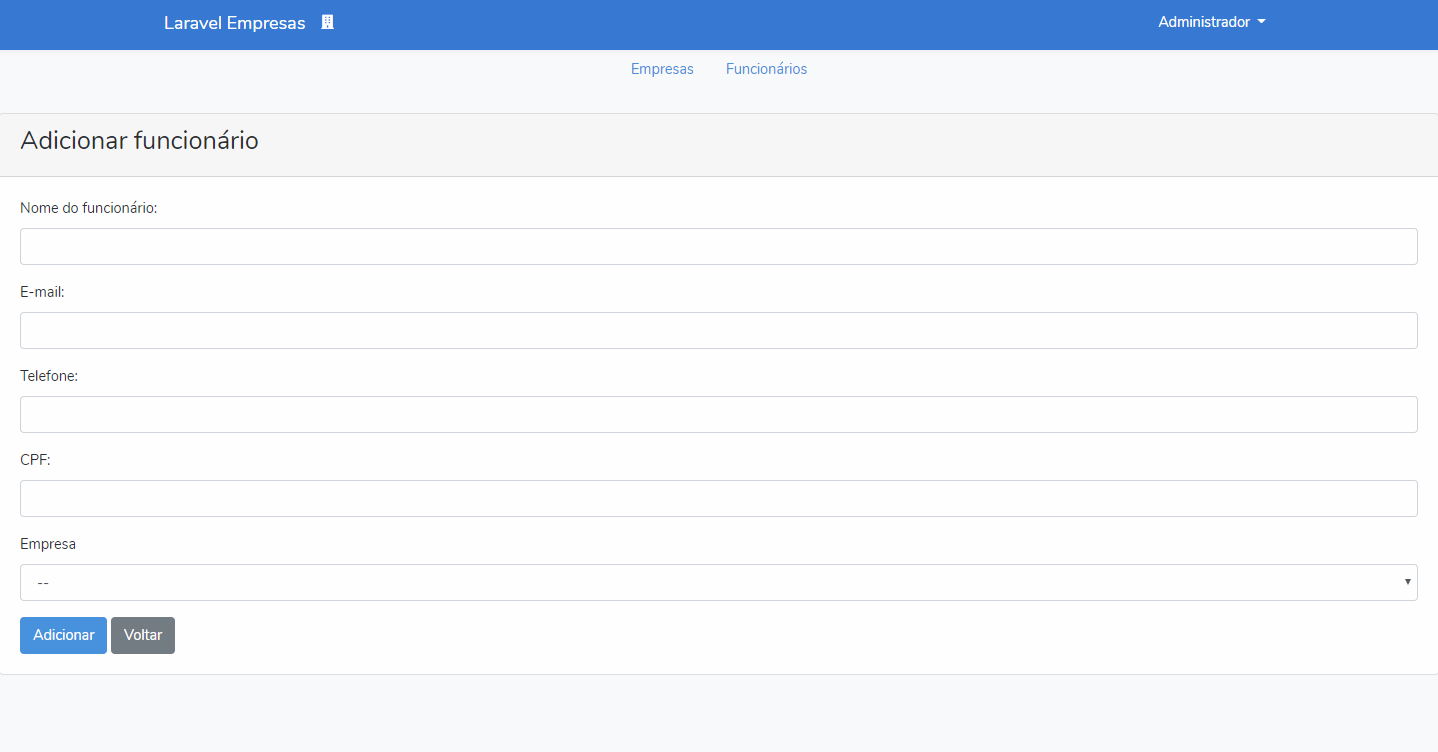 Laravel Empresas
Administrador
Empresas Funcionários
Adicionar funcionário
Nome do funcionário:
E-mail:
Telefone:
CPF:
Empresa
--
Adicionar Voltar